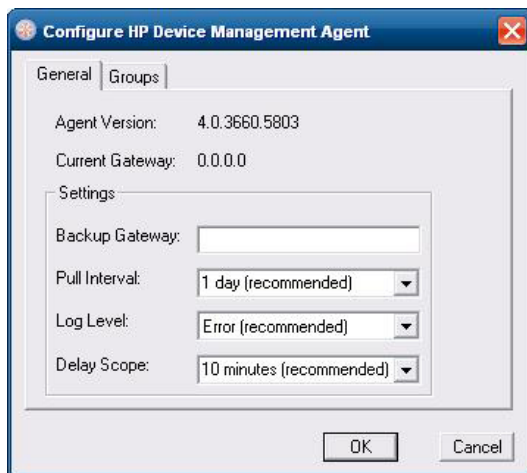 Configure HP Device Management Agent
General Groups
Agent Version: 4.0.3660.5803
Current Gateway: 0.0.0.0
Settings
Backup Gateway:
Pull Interval: 1 day (recommended)
Log Level: Error (recommended)
Delay Scope: 10 minutes (recommended)
OK Cancel